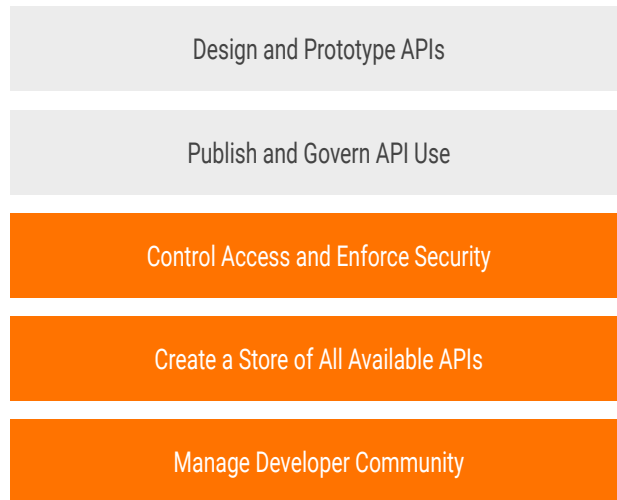 Design and Prototype APIs
Publish and Govern API Use
Control Access and Enforce Security
Create a Store of All Available APIs
Manage Developer Community